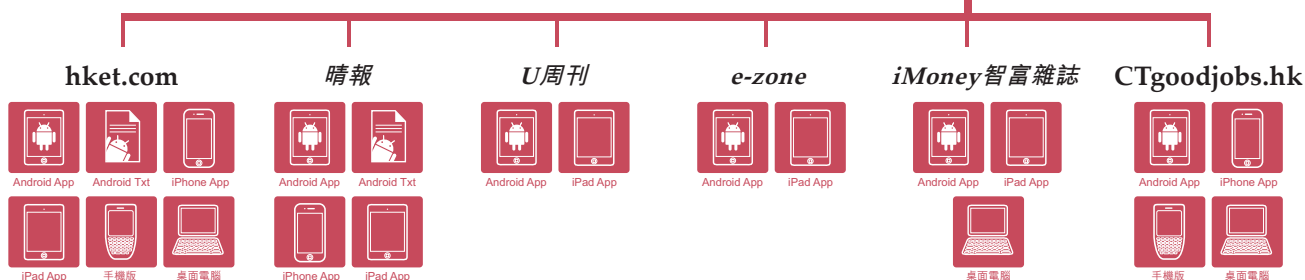 hket.com
晴報
U周刊
e-zone
iMoney智富雜誌
CTgoodjobs.hk
Android App
Android Txt
iPhone App
Android App
Android Txt
Android App
iPad App
Android App
iPad App
Android App
iPad App
Android App
iPhone App
iPad App
手機版
桌面電腦
iPhone App
iPad App
桌面電腦
手機版
桌面電腦